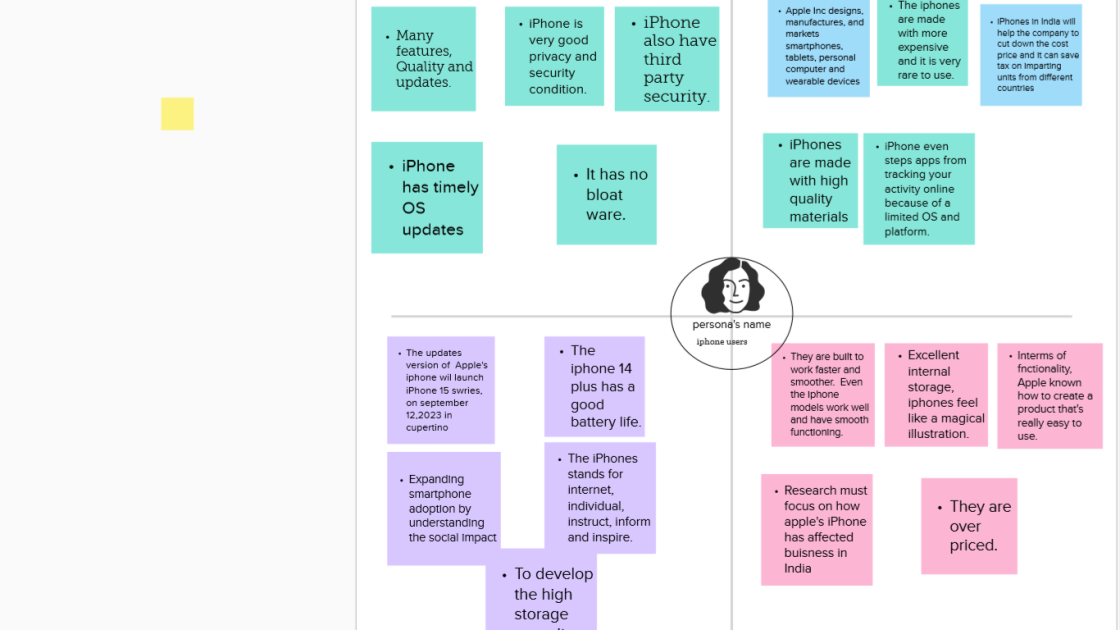 Many
features,
Quality and
updates.
iPhone is
very good
privacy and
security
condition.
iPhone
also have
third
party
security.
Apple Inc designs,
manufactures, and
markets
smartphones,
tablets, personal
computer and
wearable devices
The iphones
are made
with more
expensive
and it is very
rare to use.
iPhones in India will
help the company to
cut down the cost
price and it can save
tax on imparting
units from different
countries
iPhone
has timely
OS
updates
It has no
bloat
ware.
iPhones
are made
with high
quality
materials
iPhone even
steps apps from
tracking your
activity online
because of a
limited OS and
platform.
persona's name
iphone users
The updates
version of Apple's
iphone wil launch
iPhone 15 swries,
on september
12,2023 in
cupertino
The
iphone 14
plus has a
good
battery life.
They are built to
work faster and
smoother. Even
the iphone
models work well
and have smooth
functioning.
Excellent
internal
storage,
iphones feel
like a magical
illustration.
Interms of
fnctionality,
Apple known
how to create a
product that's
really easy to
use.
Expanding
smartphone
adoption by
understanding
the social impact
The iPhones
stands for
internet,
individual,
instruct, inform
and inspire.
Research must
focus on how
apple's iPhone
has affected
buisness in
India
They are
over
priced.
To develop
the high
storage